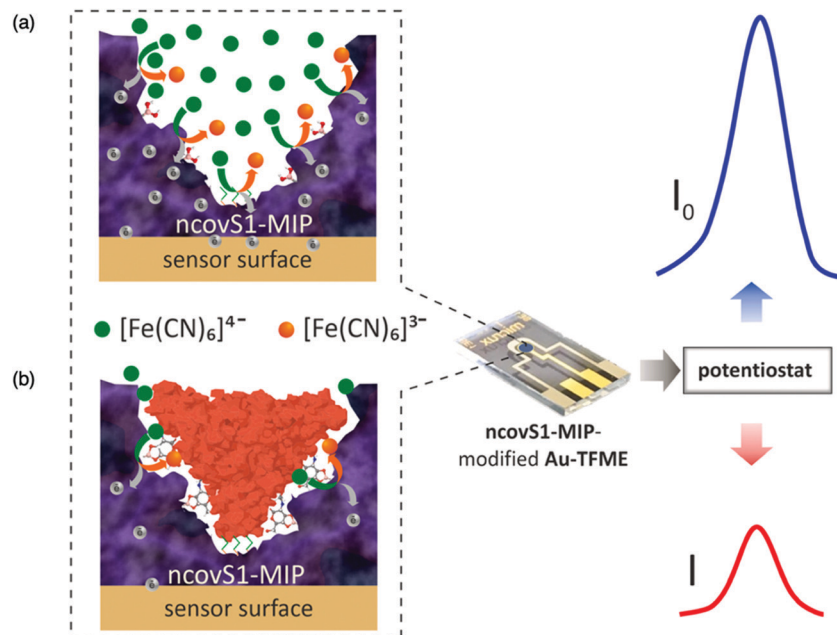 (a)
ncovS1-MIP
sensor surface
[Fe(CN)₆]⁴⁻
[Fe(CN)₆]³⁻
(b)
ncovS1-MIP
sensor surface
ncovS1-MIP-
modified Au-TFME
potentiostat
I₀
I